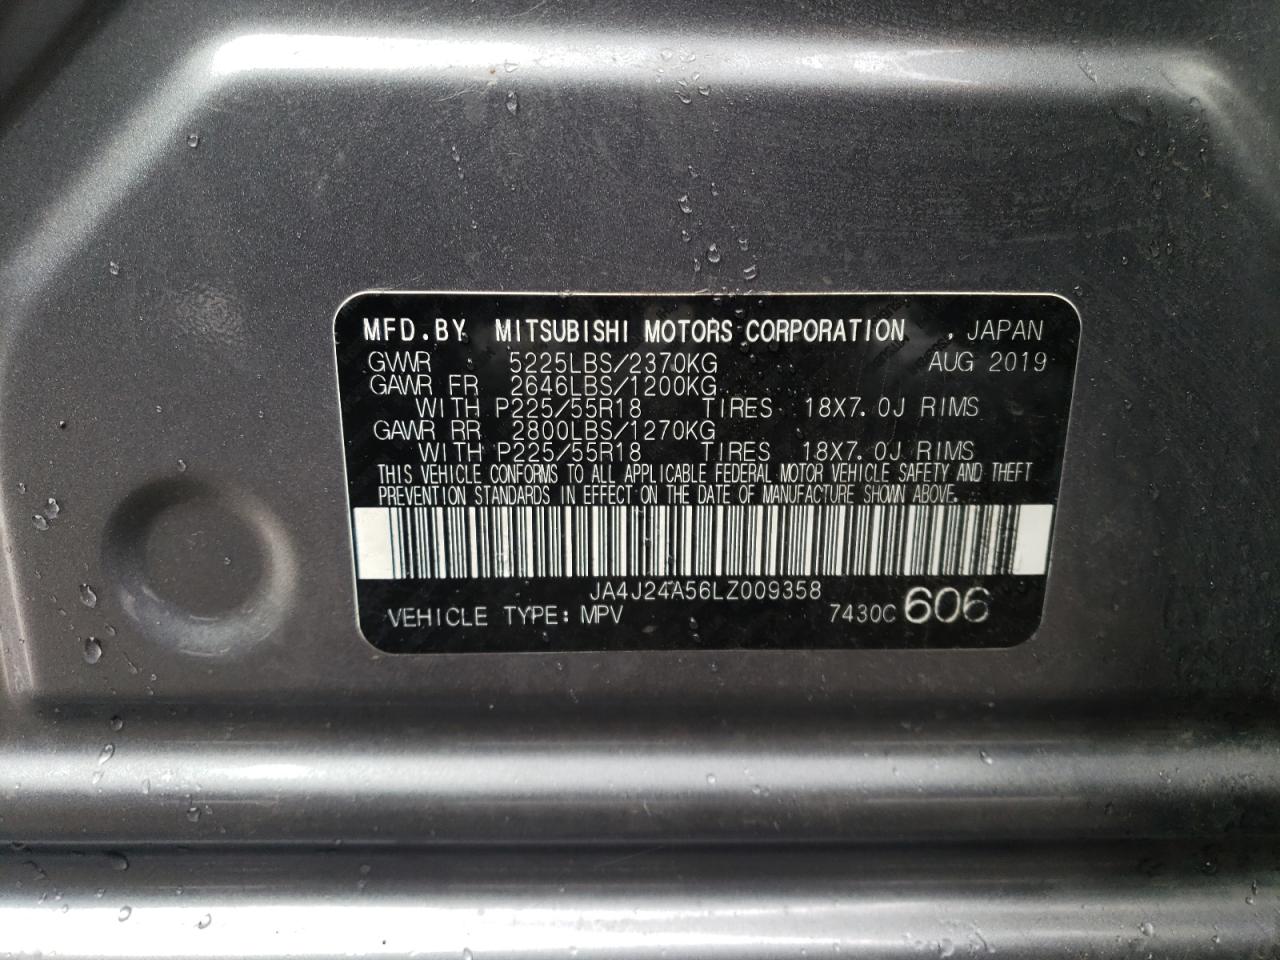 MFD.BY MITSUBISHI MOTORS CORPORATION , JAPAN
GWR 5225LBS/2370KG AUG 2019
GAWR FR 2646LBS/1200KG
WITH P225/55R18 TIRES 18X7.0J RIMS
GAWR RR 2800LBS/1270KG
WITH P225/55R18 TIRES 18X7.0J RIMS
THIS VEHICLE CONFORMS TO ALL APPLICABLE FEDERAL MOTOR VEHICLE SAFETY AND THEFT
PREVENTION STANDARDS IN EFFECT ON THE DATE OF MANUFACTURE SHOWN ABOVE.
JA4J24A56LZ009358
VEHICLE TYPE: MPV 7430C 606